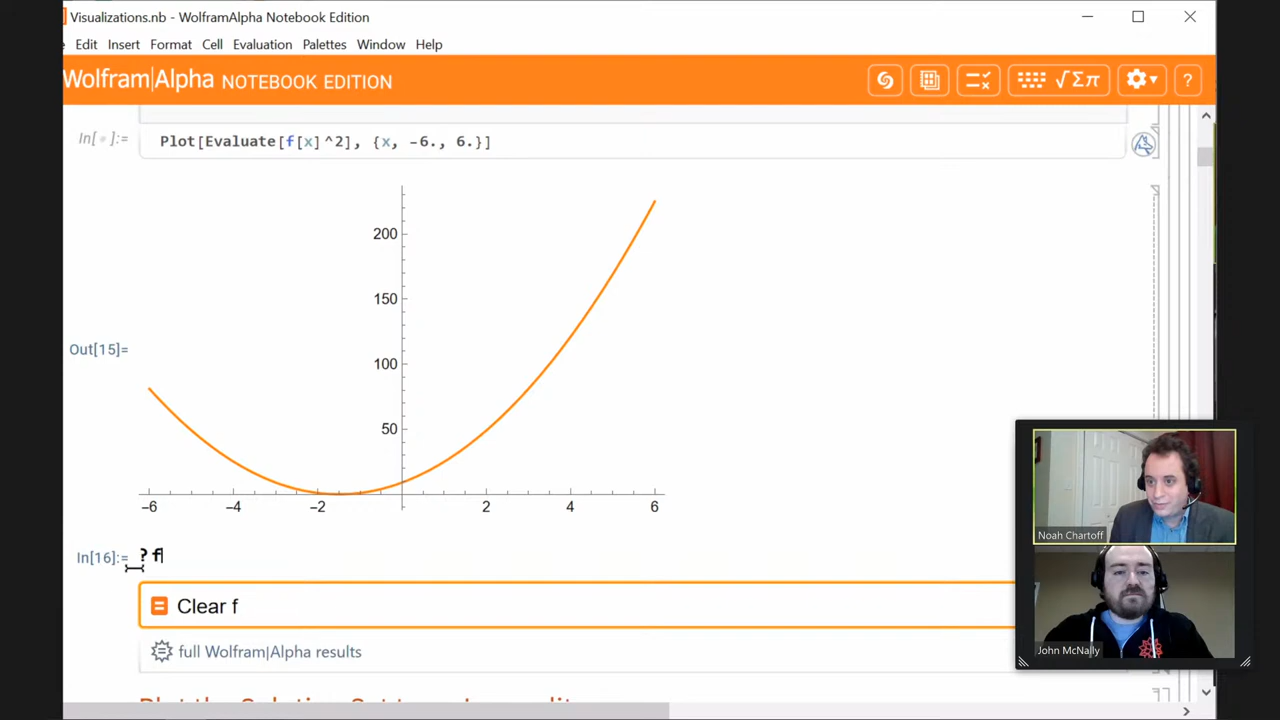 Visualizations.nb - WolframAlpha Notebook Edition
Edit Insert Format Cell Evaluation Palettes Window Help
Wolfram|Alpha NOTEBOOK EDITION
√Σπ
?
In[ ]:= Plot[Evaluate[f[x]^2], {x, -6., 6.}]
200
150
100
50
Out[15]=
-6 -4 -2 2 4 6
In[16]:= ? f
Clear f
full Wolfram|Alpha results
Noah Chartoff
John McNally